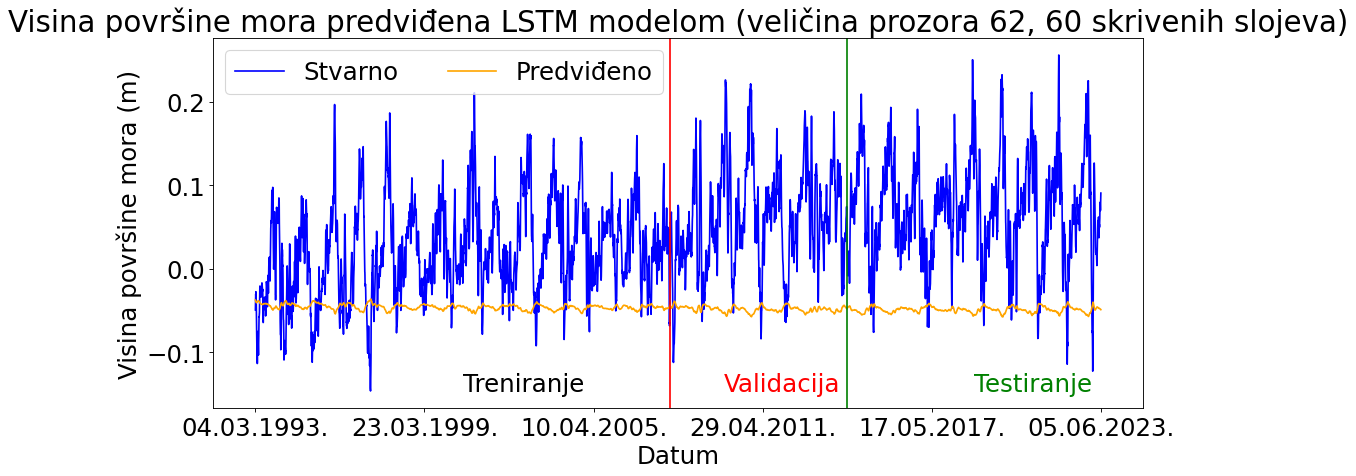 Visina površine mora predviđena LSTM modelom (veličina prozora 62, 60 skrivenih slojeva)
Stvarno Predviđeno
Visina površine mora (m)
0.2
0.1
0.0
−0.1
Treniranje Validacija Testiranje
04.03.1993. 23.03.1999. 10.04.2005. 29.04.2011. 17.05.2017. 05.06.2023.
Datum